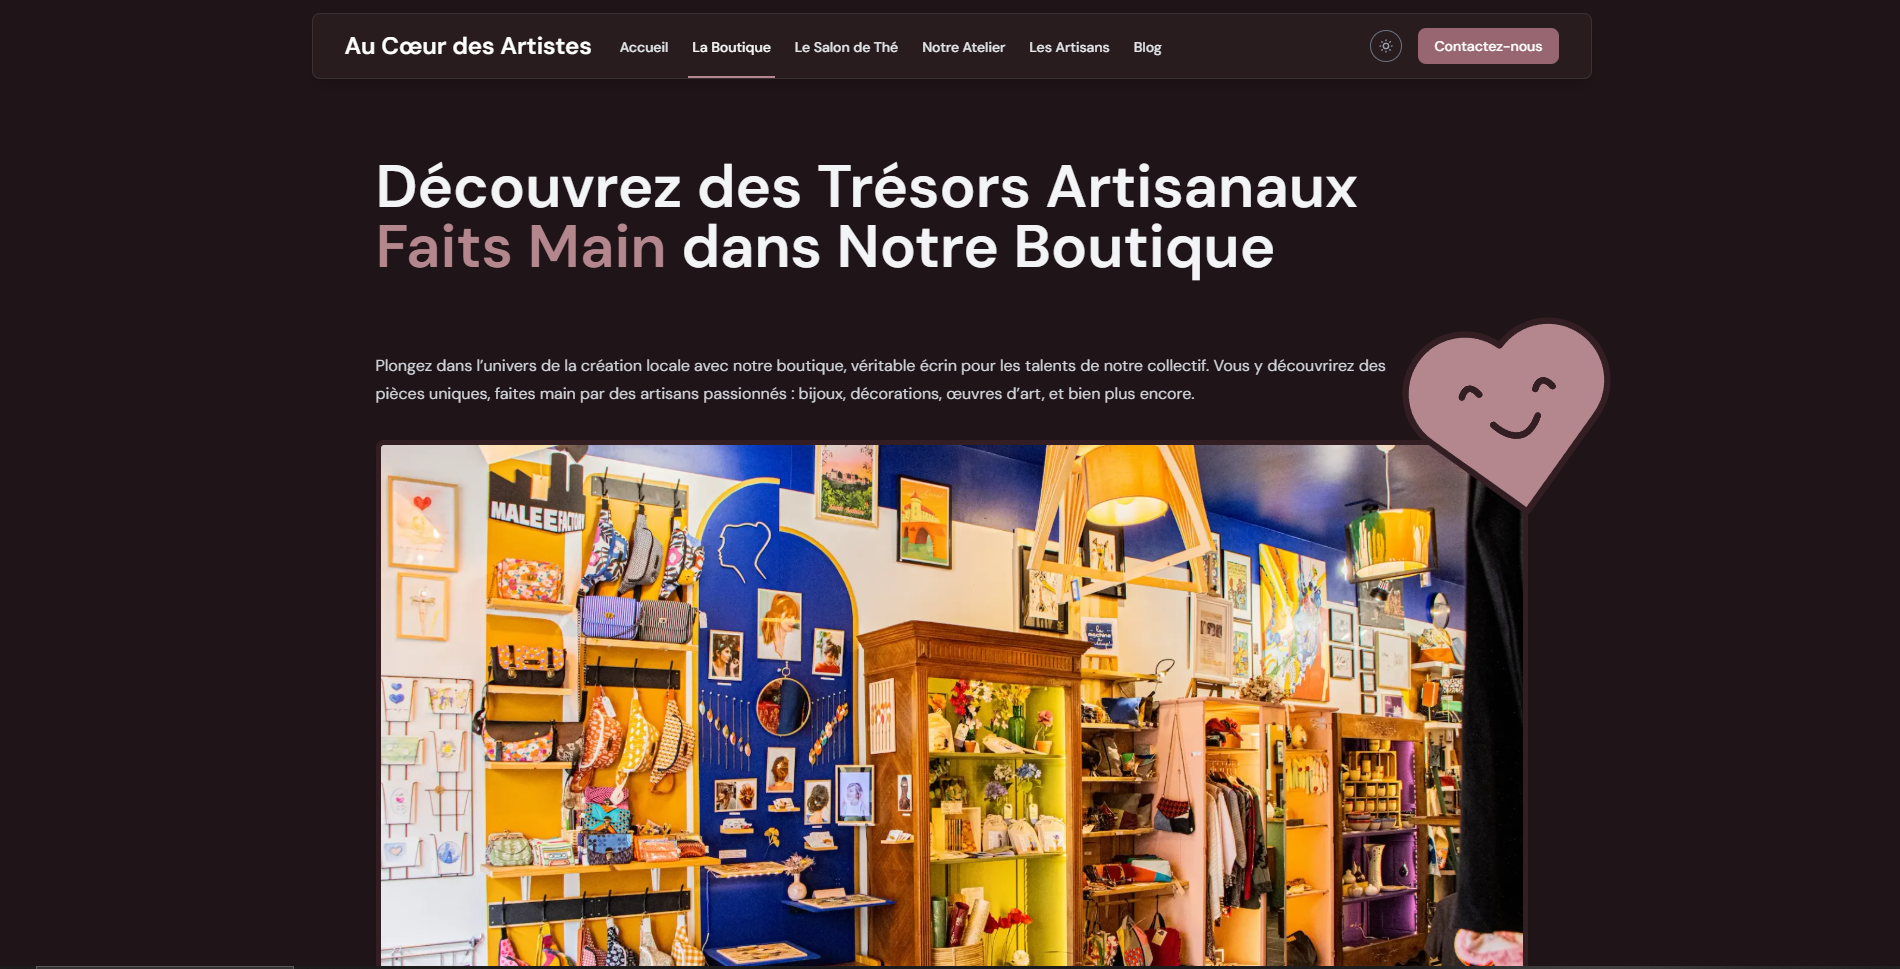 Au Cœur des Artistes
Accueil
La Boutique
Le Salon de Thé
Notre Atelier
Les Artisans
Blog
Contactez-nous
Découvrez des Trésors Artisanaux
Faits Main dans Notre Boutique
Plongez dans l’univers de la création locale avec notre boutique, véritable écrin pour les talents de notre collectif. Vous y découvrirez des
pièces uniques, faites main par des artisans passionnés : bijoux, décorations, œuvres d’art, et bien plus encore.
MALEEFACTORY